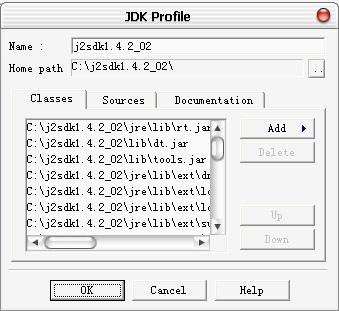 JDK Profile
Name :
j2sdk1.4.2_02
Home path
C:\j2sdk1.4.2_02\
..
Classes
Sources
Documentation
C:\j2sdk1.4.2_02\jre\lib\rt.jar
C:\j2sdk1.4.2_02\lib\dt.jar
C:\j2sdk1.4.2_02\lib\tools.jar
C:\j2sdk1.4.2_02\jre\lib\ext\dn
C:\j2sdk1.4.2_02\jre\lib\ext\lo
C:\j2sdk1.4.2_02\jre\lib\ext\lo
C:\j2sdk1.4.2_02\jre\lib\ext\su
Add
Delete
Up
Down
OK
Cancel
Help